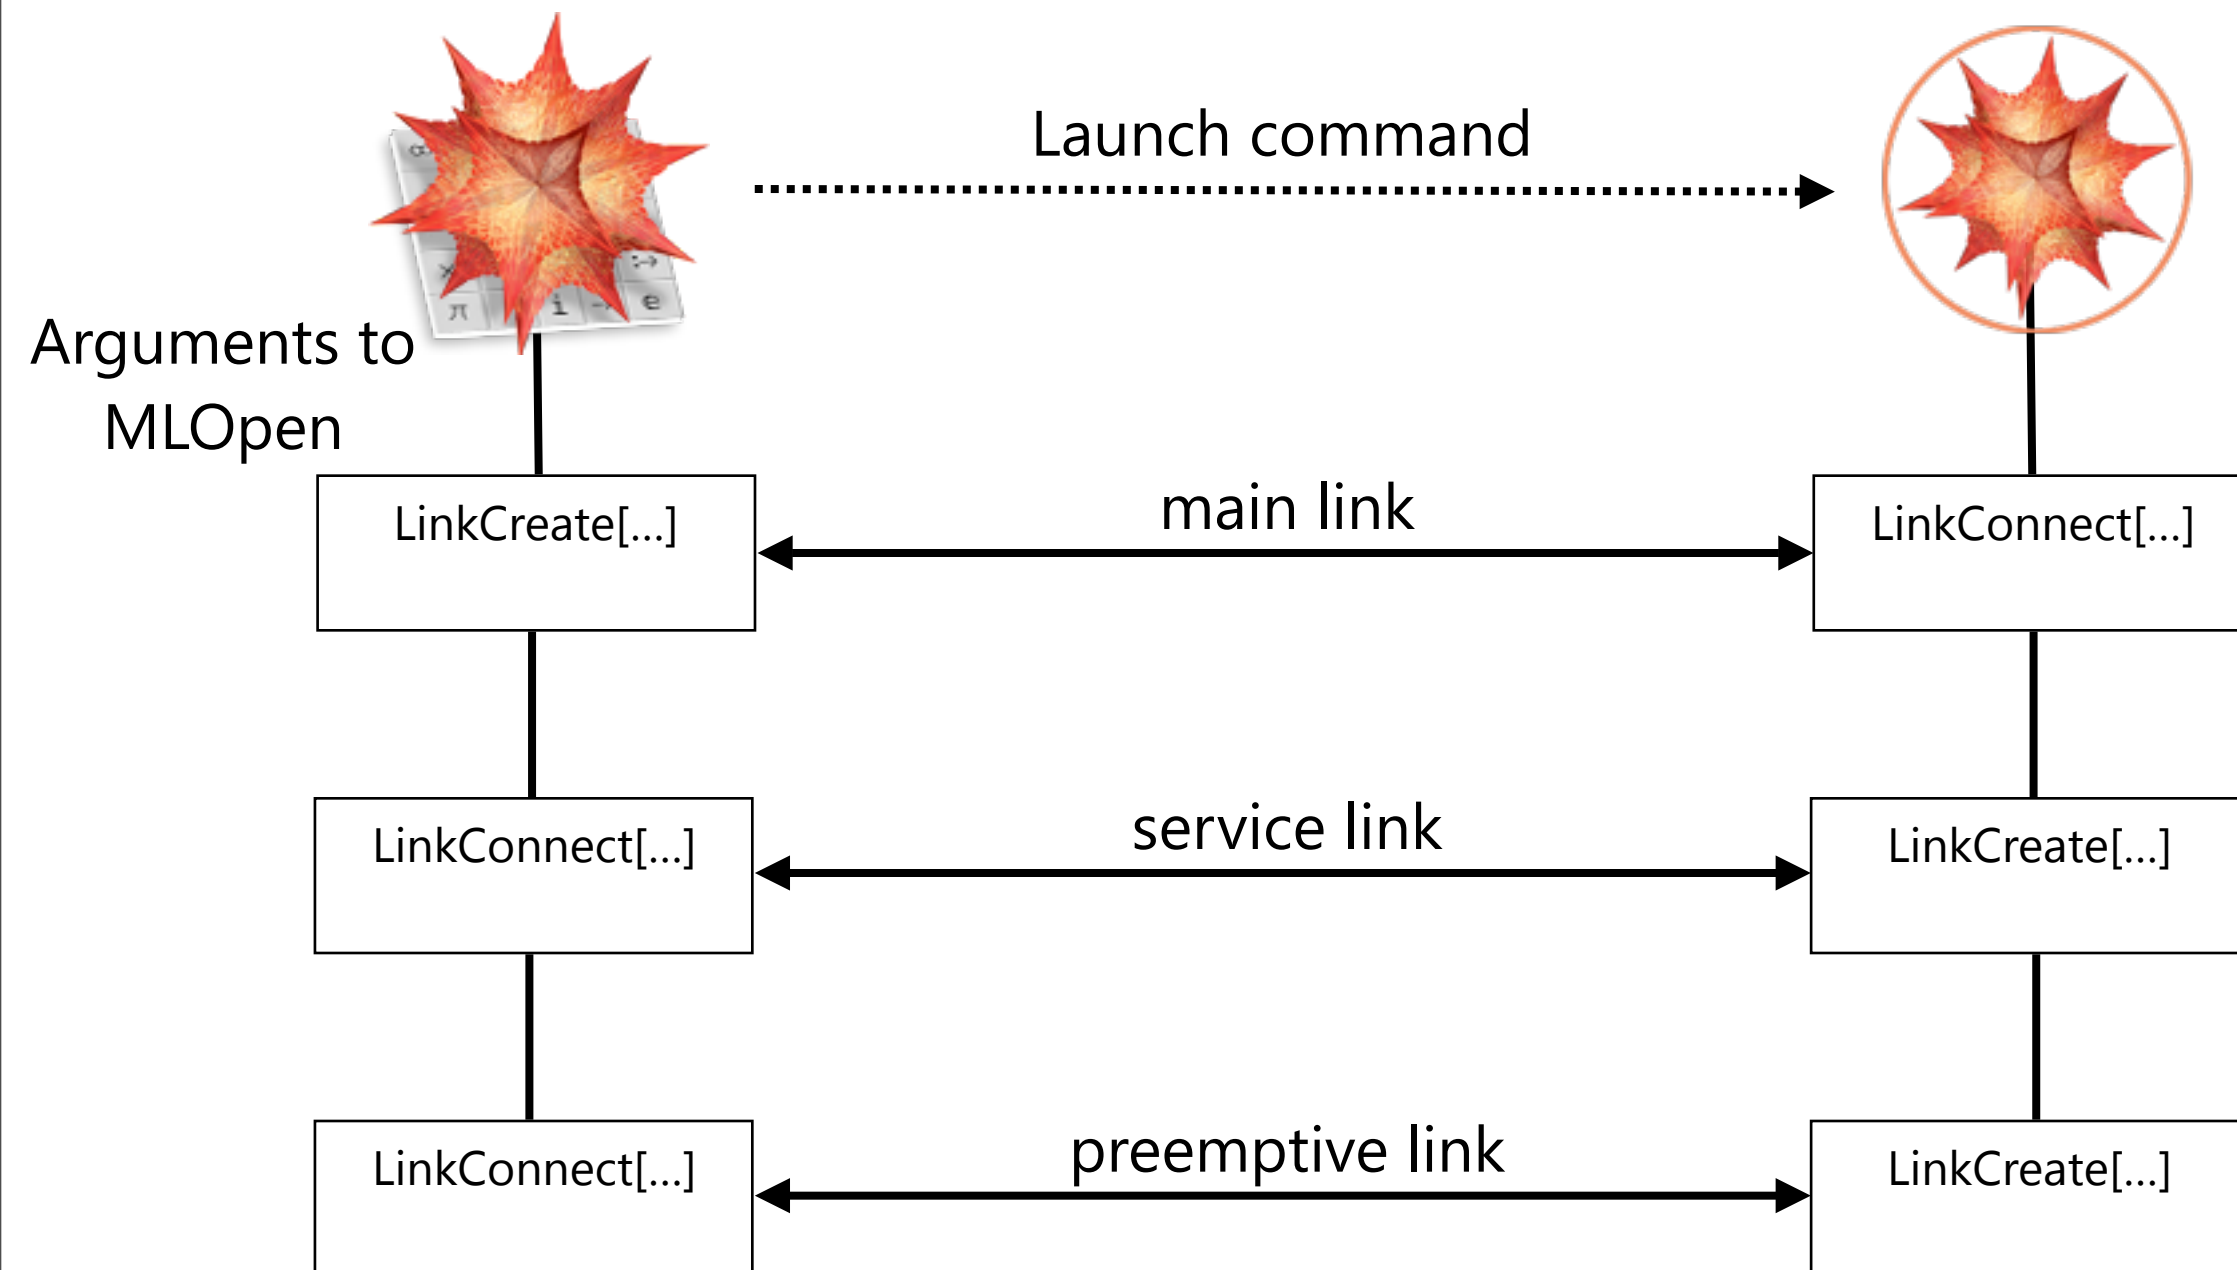 Launch command
Arguments to
MLOpen
LinkCreate[...]
main link
LinkConnect[...]
LinkConnect[...]
service link
LinkCreate[...]
LinkConnect[...]
preemptive link
LinkCreate[...]
π
i
e